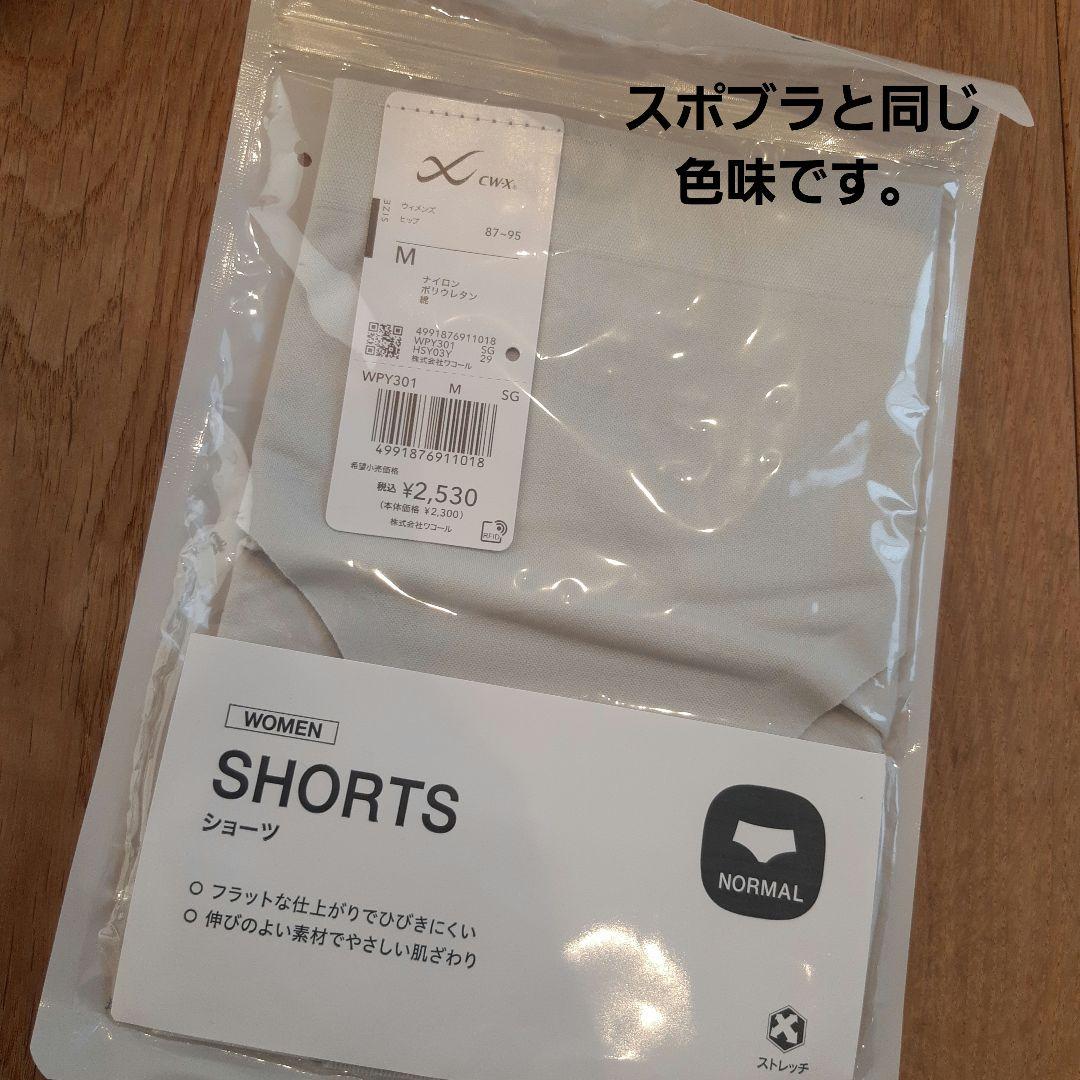 スポブラと同じ
色味です。
CW-X®
SIZE
ウィメンズ
ヒップ
87~95
M
ナイロン
ポリウレタン
綿
4991876911018
WPY301 SG
HSY03Y 29
株式会社ワコール
WPY301 M SG
4991876911018
希望小売価格
税込 ¥2,530
(本体価格 ¥2,300)
株式会社ワコール
RFID
WOMEN
SHORTS
ショーツ
○ フラットな仕上がりでひびきにくい
○ 伸びのよい素材でやさしい肌ざわり
NORMAL
ストレッチ